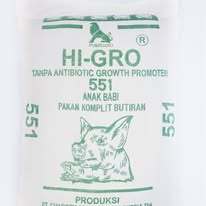 ®
HI-GRO
TANPA ANTIBIOTIC GROWTH PROMOTER
551
ANAK BABI
PAKAN KOMPLIT BUTIRAN
551
551
PRODUKSI